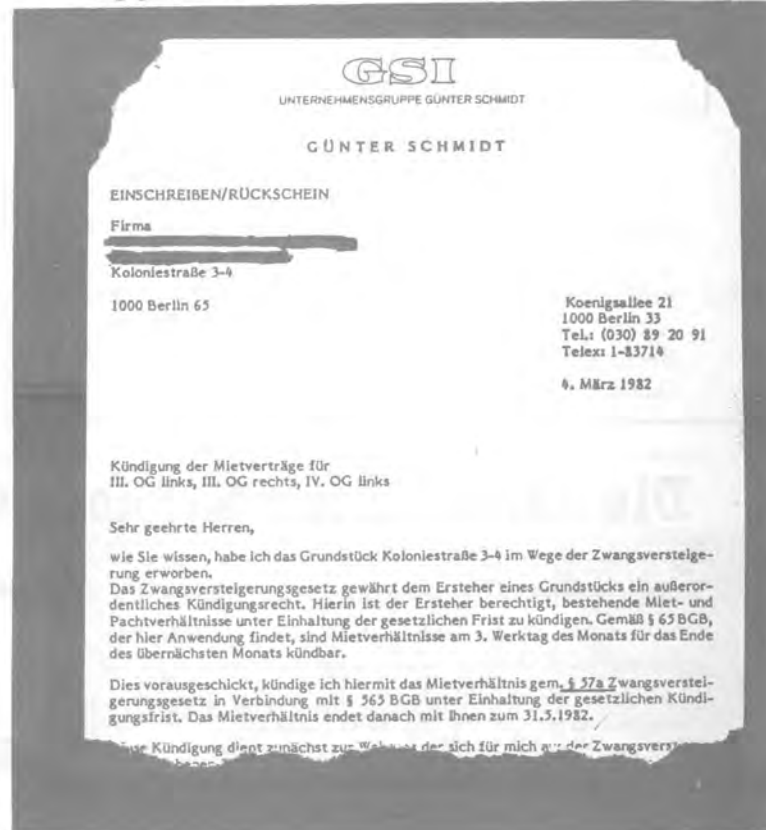 GSI
UNTERNEHMENSGRUPPE GÜNTER SCHMIDT
GÜNTER SCHMIDT
EINSCHREIBEN/RÜCKSCHEIN
Firma
Koloniestraße 3-4
1000 Berlin 65
Koenigsallee 21
1000 Berlin 33
Tel.: (030) 89 20 91
Telex: 1-83714
4. März 1982
Kündigung der Mietverträge für
III. OG links, III. OG rechts, IV. OG links
Sehr geehrte Herren,
wie Sie wissen, habe ich das Grundstück Koloniestraße 3-4 im Wege der Zwangsversteige-
rung erworben.
Das Zwangsversteigerungsgesetz gewährt dem Ersteher eines Grundstücks ein außeror-
dentliches Kündigungsrecht. Hierin ist der Ersteher berechtigt, bestehende Miet- und
Pachtverhältnisse unter Einhaltung der gesetzlichen Frist zu kündigen. Gemäß § 65 BGB,
der hier Anwendung findet, sind Mietverhältnisse am 3. Werktag des Monats für das Ende
des übernächsten Monats kündbar.
Dies vorausgeschickt, kündige ich hiermit das Mietverhältnis gem. § 57a Zwangsverstei-
gerungsgesetz in Verbindung mit § 565 BGB unter Einhaltung der gesetzlichen Kündi-
gungsfrist. Das Mietverhältnis endet danach mit Ihnen zum 31.5.1982.
Kündigung dient zunächst zur der sich für mich aus der Zwangsverst